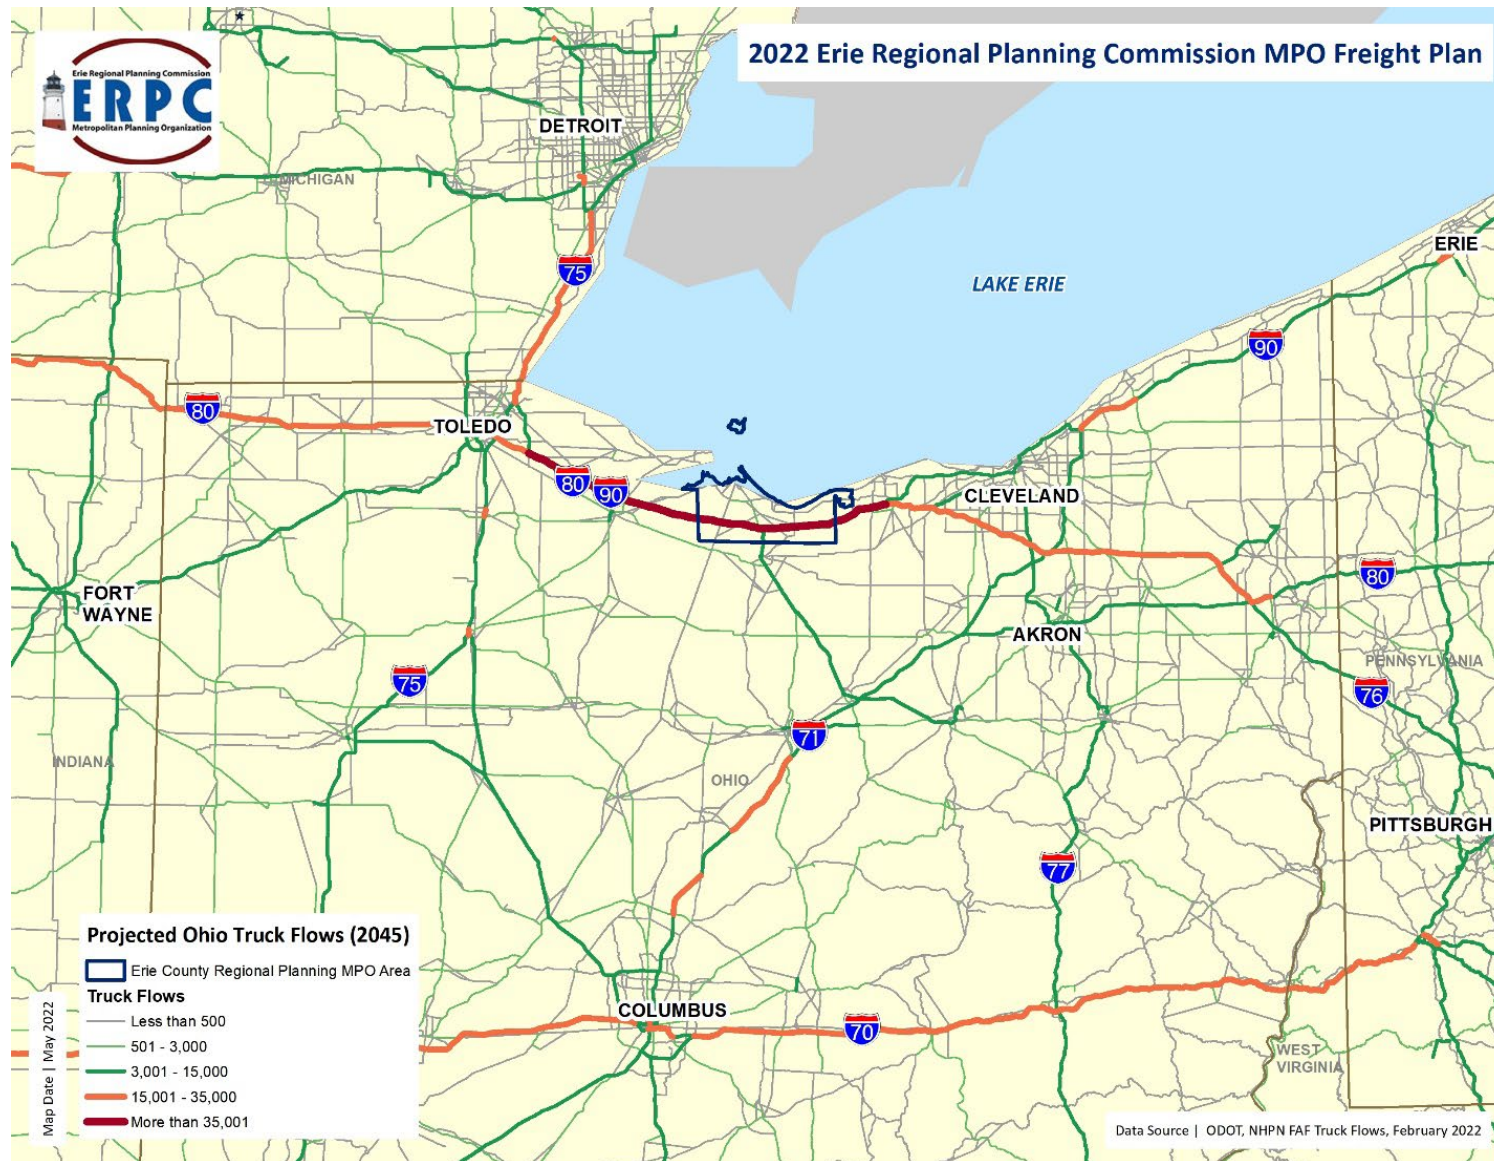 2022 Erie Regional Planning Commission MPO Freight Plan
Erie Regional Planning Commission
ERPC
Metropolitan Planning Organization
DETROIT
MICHIGAN
ERIE
75
LAKE ERIE
90
80
TOLEDO
80
90
CLEVELAND
80
FORT
WAYNE
AKRON
PENNSYLVANIA
75
76
71
INDIANA
OHIO
PITTSBURGH
77
Projected Ohio Truck Flows (2045)
Erie County Regional Planning MPO Area
Truck Flows
Less than 500
501 - 3,000
3,001 - 15,000
15,001 - 35,000
More than 35,001
Map Date | May 2022
COLUMBUS
70
WEST
VIRGINIA
Data Source | ODOT, NHPN FAF Truck Flows, February 2022